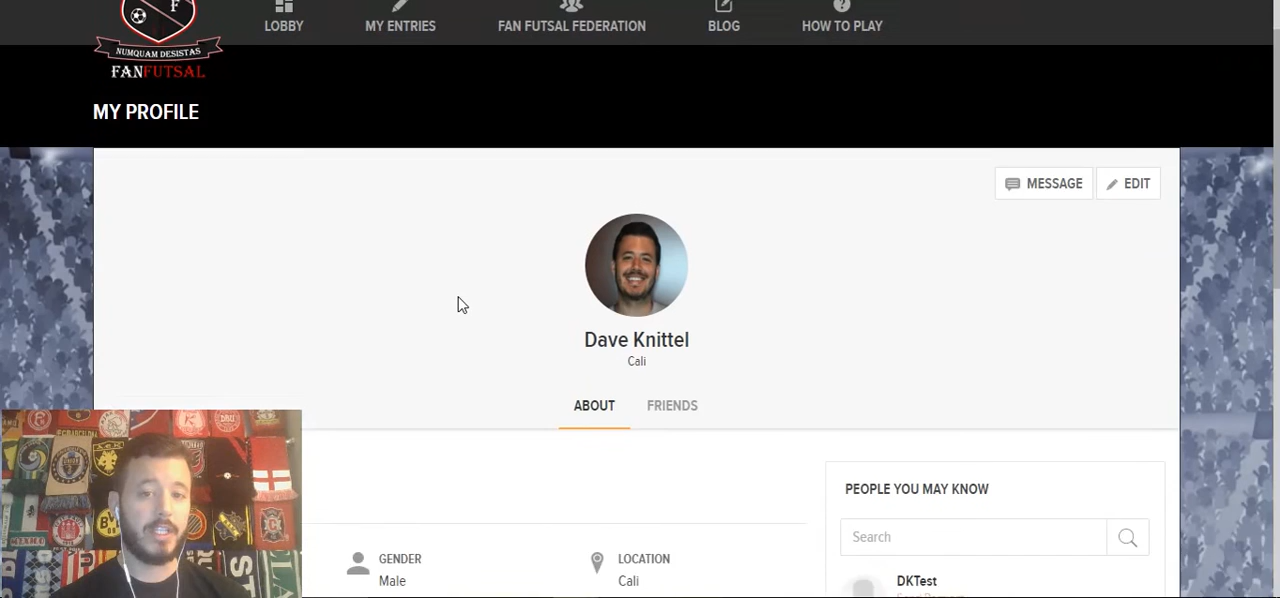 F
LOBBY
MY ENTRIES
FAN FUTSAL FEDERATION
BLOG
HOW TO PLAY
NUMQUAM DESISTAS
FANFUTSAL
MY PROFILE
MESSAGE
EDIT
Dave Knittel
Cali
ABOUT
FRIENDS
PEOPLE YOU MAY KNOW
Search
GENDER
Male
LOCATION
Cali
DKTest